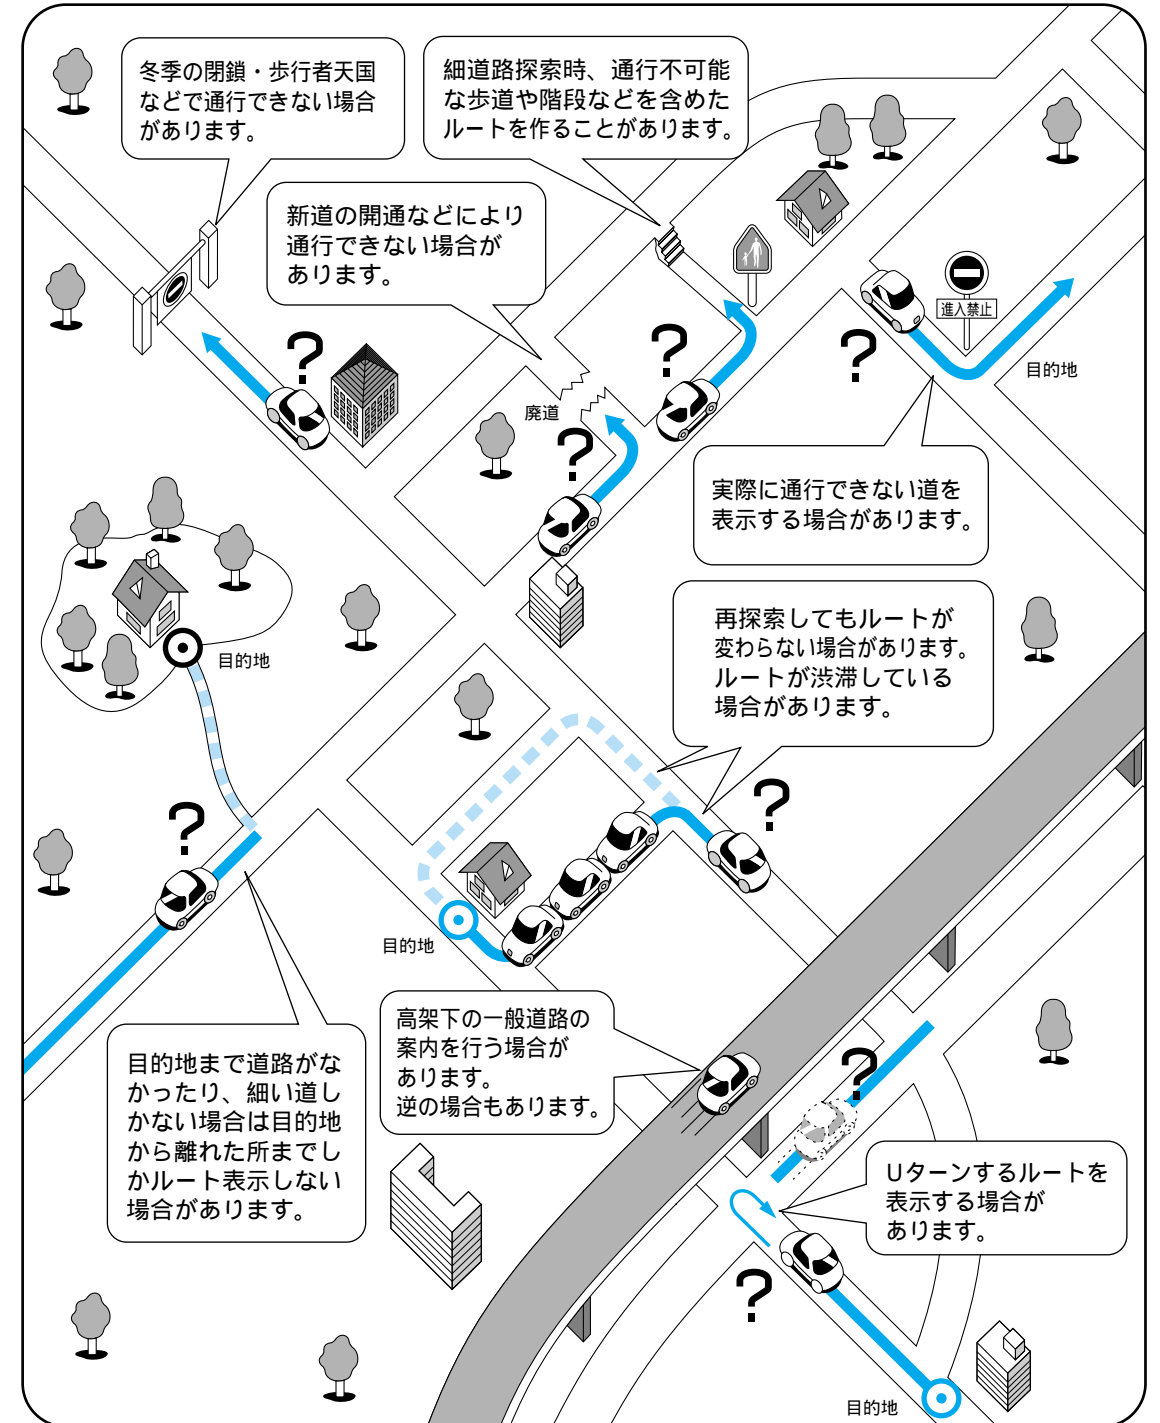 冬季の閉鎖・歩行者天国
などで通行できない場合
があります。
細道路探索時、通行不可能
な歩道や階段などを含めた
ルートを作ることがあります。
新道の開通などにより
通行できない場合が
あります。
進入禁止
目的地
廃道
実際に通行できない道を
表示する場合があります。
再探索してもルートが
変わらない場合があります。
ルートが渋滞している
場合があります。
目的地
目的地
高架下の一般道路の
案内を行う場合が
あります。
逆の場合もあります。
目的地まで道路がな
かったり、細い道し
かない場合は目的地
から離れた所までし
かルート表示しない
場合があります。
Uターンするルートを
表示する場合が
あります。
目的地